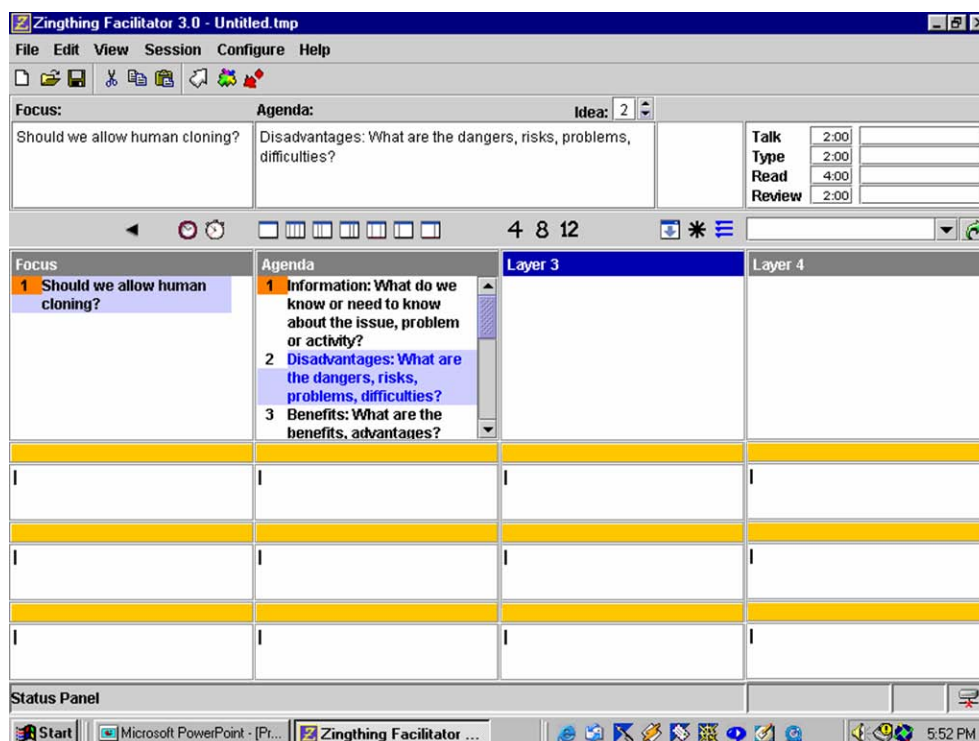 Zingthing Facilitator 3.0 - Untitled.tmp
File Edit View Session Configure Help
Focus: Agenda: Idea: 2
Should we allow human cloning?
Disadvantages: What are the dangers, risks, problems,
difficulties?
Talk 2:00
Type 2:00
Read 4:00
Review 2:00
4 8 12
Focus Agenda Layer 3 Layer 4
1 Should we allow human
cloning?
1 Information: What do we
know or need to know
about the issue, problem
or activity?
2 Disadvantages: What are
the dangers, risks,
problems, difficulties?
3 Benefits: What are the
benefits, advantages?
Status Panel
Start Microsoft PowerPoint - [Pr... Zingthing Facilitator ... 5:52 PM